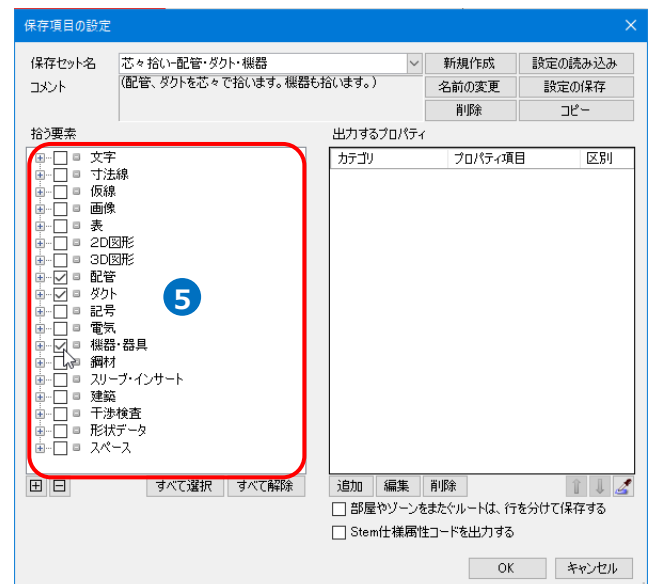 保存項目の設定
保存セット名 芯々拾い-配管・ダクト・機器 新規作成 設定の読み込み
コメント (配管、ダクトを芯々で拾います。機器も拾います。) 名前の変更 設定の保存
削除 コピー
拾う要素 出力するプロパティ
カテゴリ プロパティ項目 区別
文字
寸法線
仮線
画像
表
2D図形
3D図形
配管
ダクト
5
記号
電気
機器・器具
鋼材
スリーブ・インサート
建築
干渉検査
形状データ
スペース
すべて選択 すべて解除 追加 編集 削除
部屋やゾーンをまたぐルートは、行を分けて保存する
Stem仕様属性コードを出力する
OK キャンセル